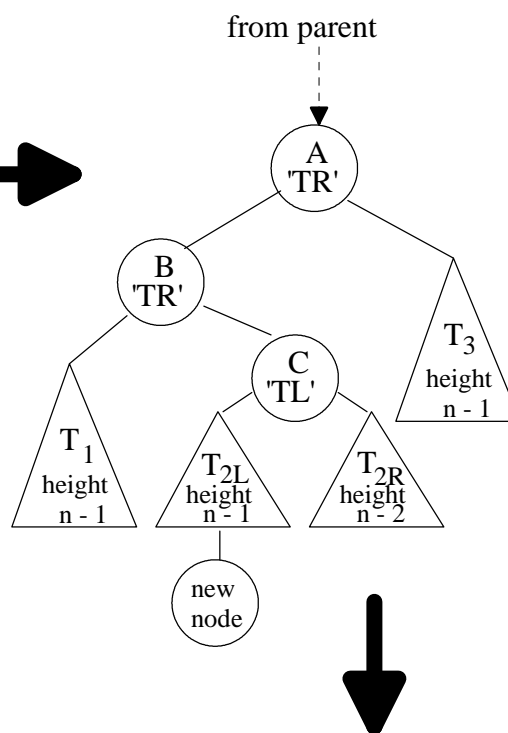 from parent
A
'TR'
B
'TR'
C
'TL'
T3
height
n - 1
T1
height
n - 1
T2L
height
n - 1
T2R
height
n - 2
new
node